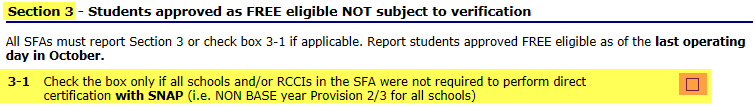 Section 3 - Students approved as FREE eligible NOT subject to verification
All SFAs must report Section 3 or check box 3-1 if applicable. Report students approved FREE eligible as of the last operating
day in October.
3-1 Check the box only if all schools and/or RCCIs in the SFA were not required to perform direct
certification with SNAP (i.e. NON BASE year Provision 2/3 for all schools)